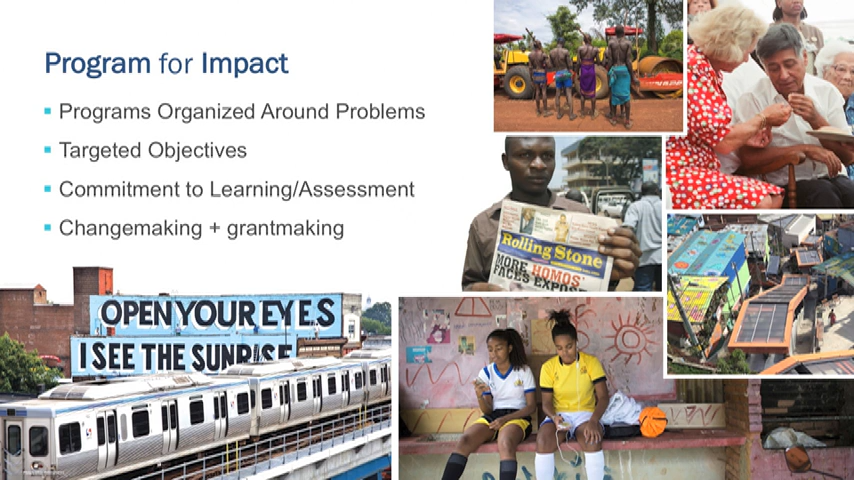 Program for Impact
Programs Organized Around Problems
Targeted Objectives
Commitment to Learning/Assessment
Changemaking + grantmaking
Rolling Stone
MORE HOMOS'
FACES EXPOSED
OPEN YOUR EYES
I SEE THE SUNRISE